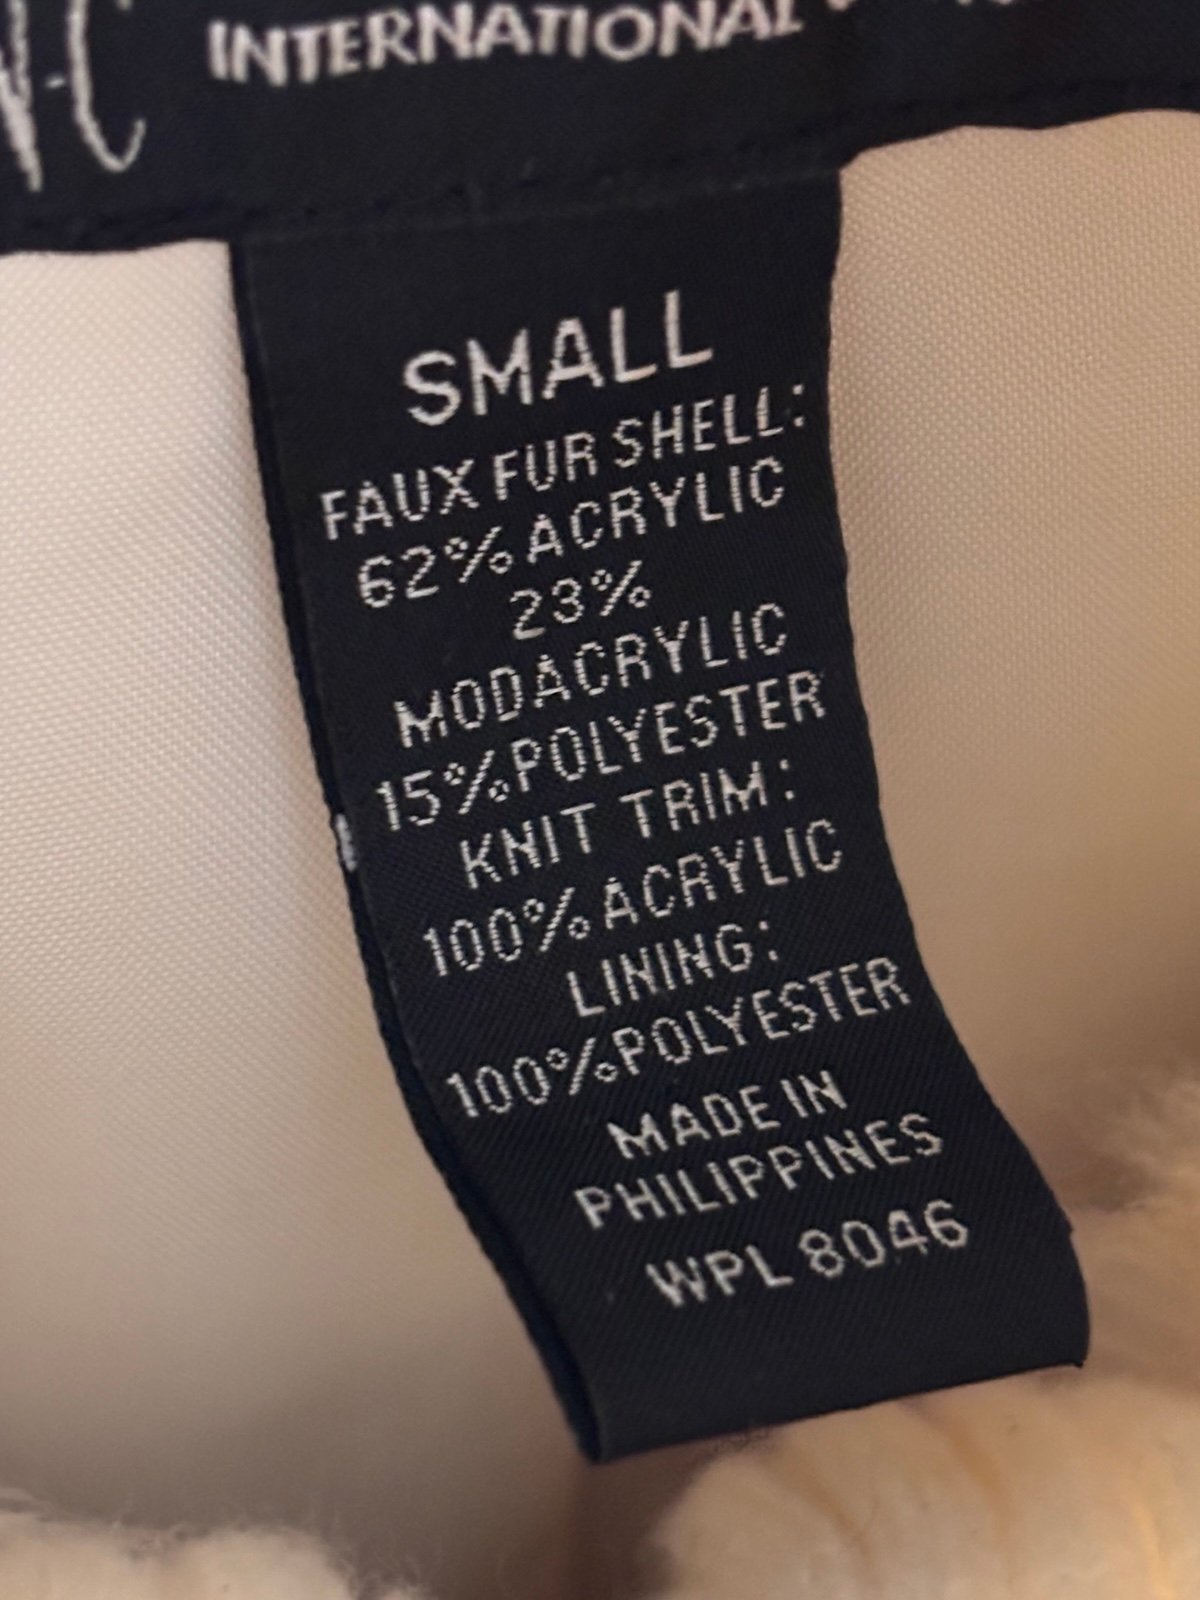 INTERNATIONAL
SMALL
FAUX FUR SHELL:
62% ACRYLIC
23%
MODACRYLIC
15% POLYESTER
KNIT TRIM:
100% ACRYLIC
LINING:
100% POLYESTER
MADE IN
PHILIPPINES
WPL 8046